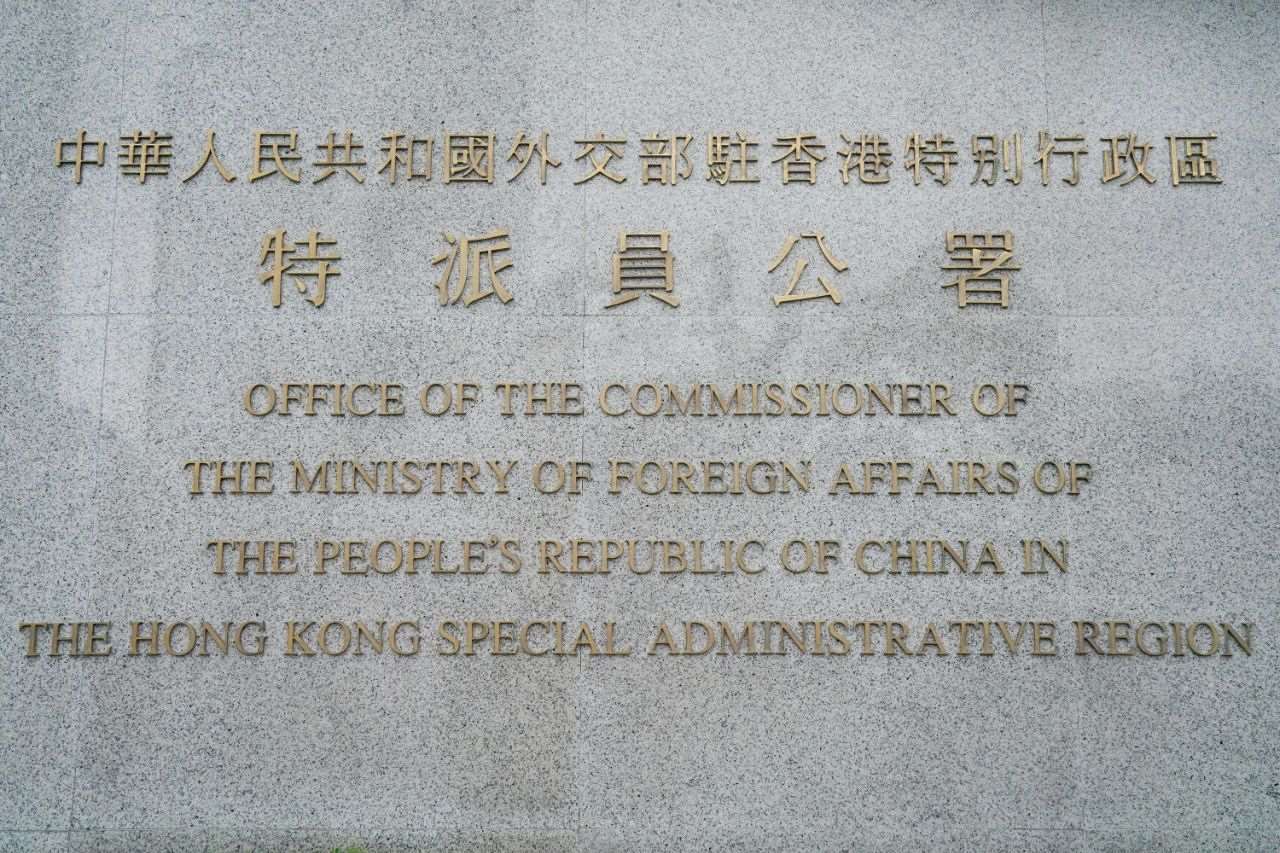 中華人民共和國外交部駐香港特别行政區
特派員公署
OFFICE OF THE COMMISSIONER OF
THE MINISTRY OF FOREIGN AFFAIRS OF
THE PEOPLE'S REPUBLIC OF CHINA IN
THE HONG KONG SPECIAL ADMINISTRATIVE REGION